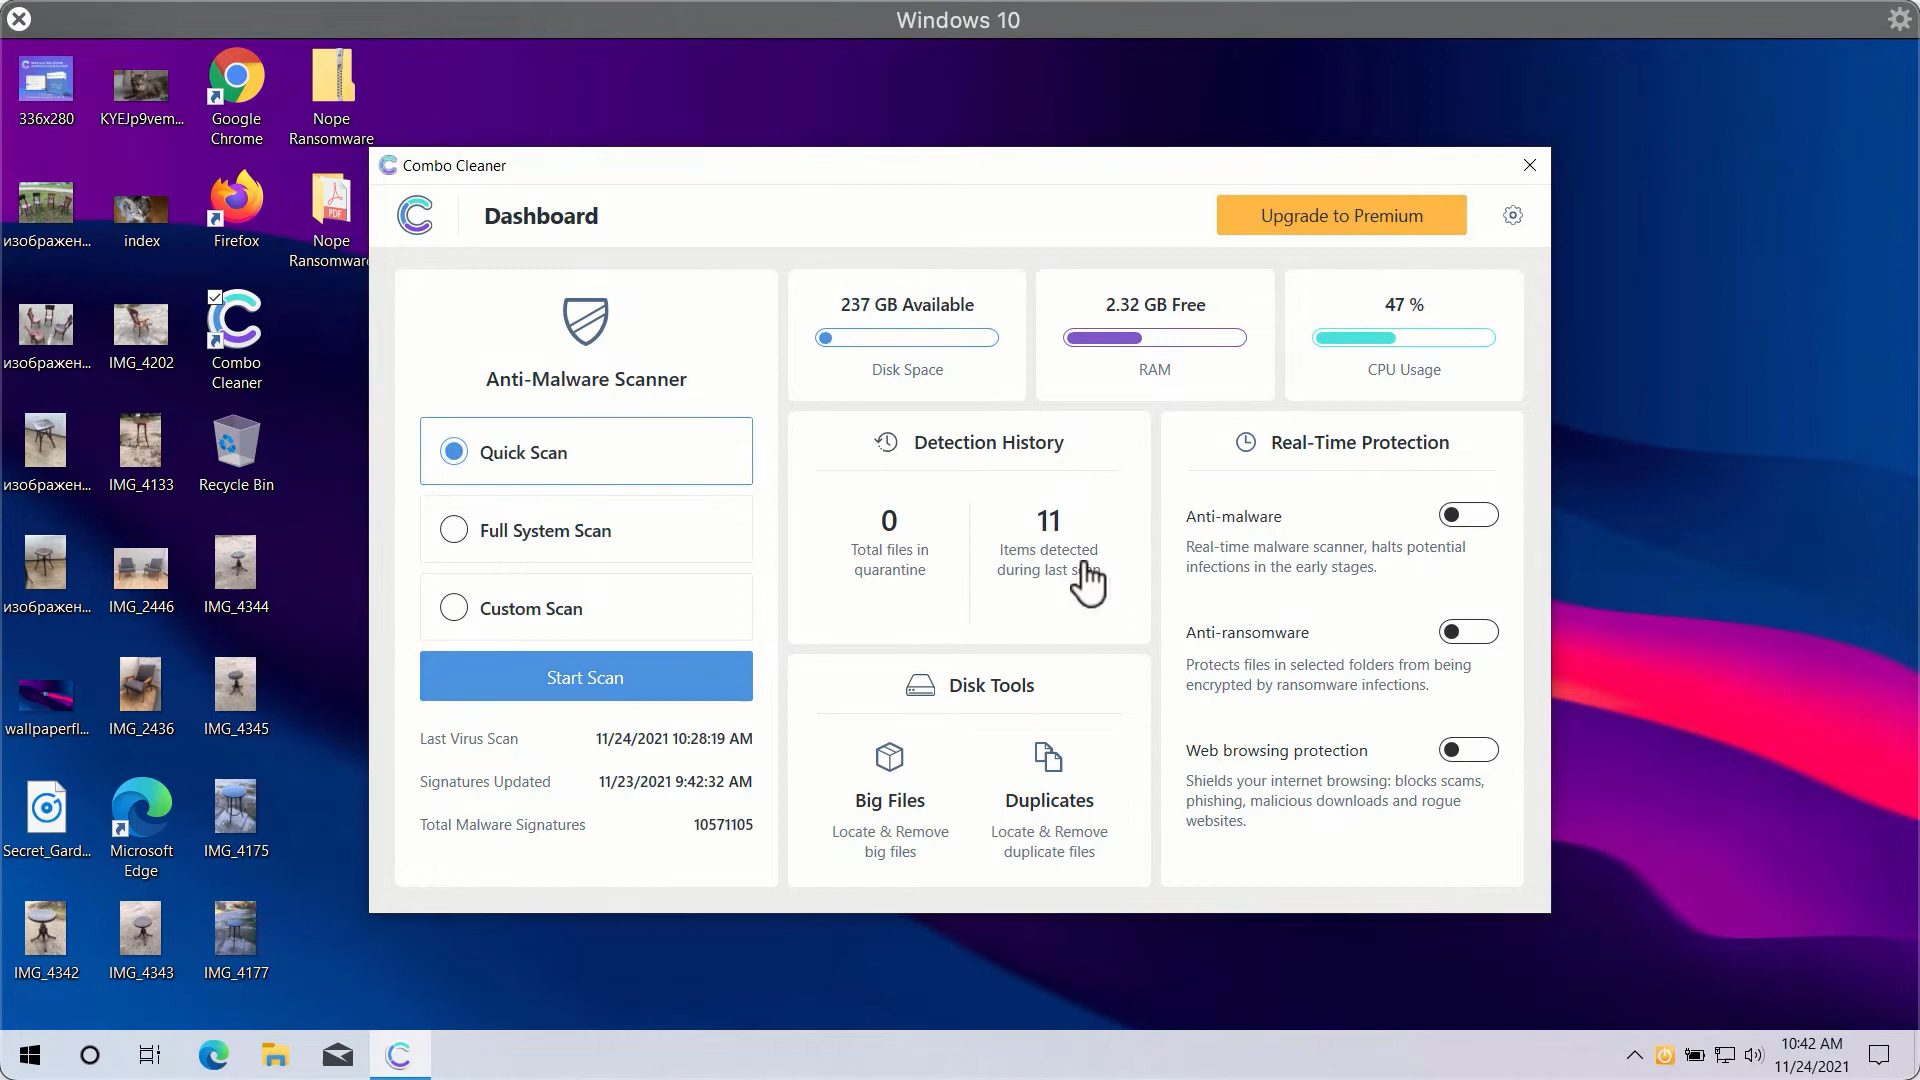 Windows 10
336x280
KYEJp9vem...
Google
Chrome
Nope
Ransomware
изображен...
index
Firefox
PDF
Nope
Ransomware
изображен...
IMG_4202
Combo
Cleaner
изображен...
IMG_4133
Recycle Bin
изображен...
IMG_2446
IMG_4344
wallpaperfl...
IMG_2436
IMG_4345
Secret_Gard...
Microsoft
Edge
IMG_4175
IMG_4342
IMG_4343
IMG_4177
Combo Cleaner
Dashboard
Upgrade to Premium
Anti-Malware Scanner
Quick Scan
Full System Scan
Custom Scan
Start Scan
Last Virus Scan 11/24/2021 10:28:19 AM
Signatures Updated 11/23/2021 9:42:32 AM
Total Malware Signatures 10571105
237 GB Available
Disk Space
2.32 GB Free
RAM
47 %
CPU Usage
Detection History
0
Total files in
quarantine
11
Items detected
during last
Disk Tools
Big Files
Locate & Remove
big files
Duplicates
Locate & Remove
duplicate files
Real-Time Protection
Anti-malware
Real-time malware scanner, halts potential
infections in the early stages.
Anti-ransomware
Protects files in selected folders from being
encrypted by ransomware infections.
Web browsing protection
Shields your internet browsing: blocks scams,
phishing, malicious downloads and rogue
websites.
10:42 AM
11/24/2021